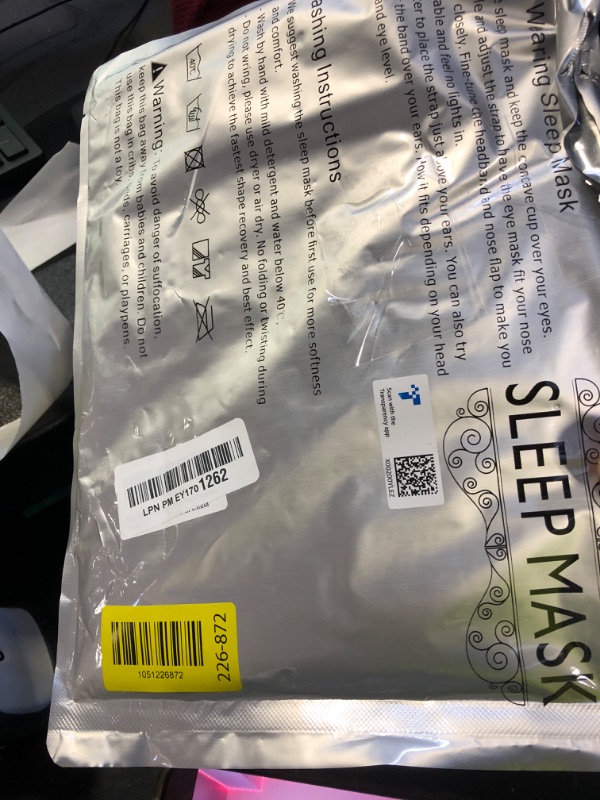 Waring Sleep Mask
sleep mask and keep the concave cup over your eyes.
and adjust the strap to have the eye mask fit your nose
closely. Fine-tune the headband and nose flap to make you
able and feel no lights in.
to place the strap just above your ears. You can also try
the band over your ears. How it fits depending on your head
and eye level.
ashing Instructions
We suggest washing the sleep mask before first use for more softness
and comfort.
- Wash by hand with mild detergent and water below 40℃.
- Do not wring, please use dryer or air dry. No folding or twisting during
drying to achieve the fastest shape recovery and best effect.
40℃
Warning: To avoid danger of suffocation,
keep this bag away from babies and children. Do not
use this bag in cribs, beds, carriages, or playpens.
This bag is not a toy.
SLEEP MASK
Scan with the
Transparency app
LPN PM EY170 1262
226-872
1051226872